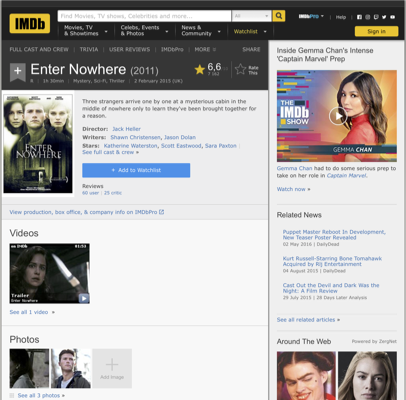 IMDb
Find Movies, TV shows, Celebrities and more...
All
IMDbPro
Help
Movies, TV
& Showtimes
Celebs, Events
& Photos
News &
Community
Watchlist
Sign in
FULL CAST AND CREW
TRIVIA
USER REVIEWS
IMDbPro
MORE
SHARE
Enter Nowhere (2011)
6,6
Rate
This
1h 30min | Mystery, Sci-Fi, Thriller | 2 February 2015 (UK)
ENTER
NOWHERE
Three strangers arrive one by one at a mysterious cabin in the
middle of nowhere only to learn they've been brought together for
a reason.
Director: Jack Heller
Writers: Shawn Christensen, Jason Dolan
Stars: Katherine Waterston, Scott Eastwood, Sara Paxton |
See full cast & crew »
+ Add to Watchlist
Reviews
60 user | 25 critic
View production, box office, & company info on IMDbPro
Videos
on IMDb
01:53
Trailer
Enter Nowhere
See all 1 video »
Photos
+
Add Image
See all 3 photos »
Inside Gemma Chan's Intense
'Captain Marvel' Prep
THE
IMDb
SHOW
GEMMA CHAN
Gemma Chan had to do some serious prep to
take on her role in Captain Marvel.
Watch now »
Related News
Puppet Master Reboot In Development,
New Teaser Poster Revealed
02 May 2016 | DailyDead
Kurt Russell-Starring Bone Tomahawk
Acquired by Rlj Entertainment
04 August 2015 | DailyDead
Cast Out the Devil and Dark Was the
Night: A Film Review
29 July 2015 | 28 Days Later Analysis
See all related articles »
Around The Web
Powered by ZergNet